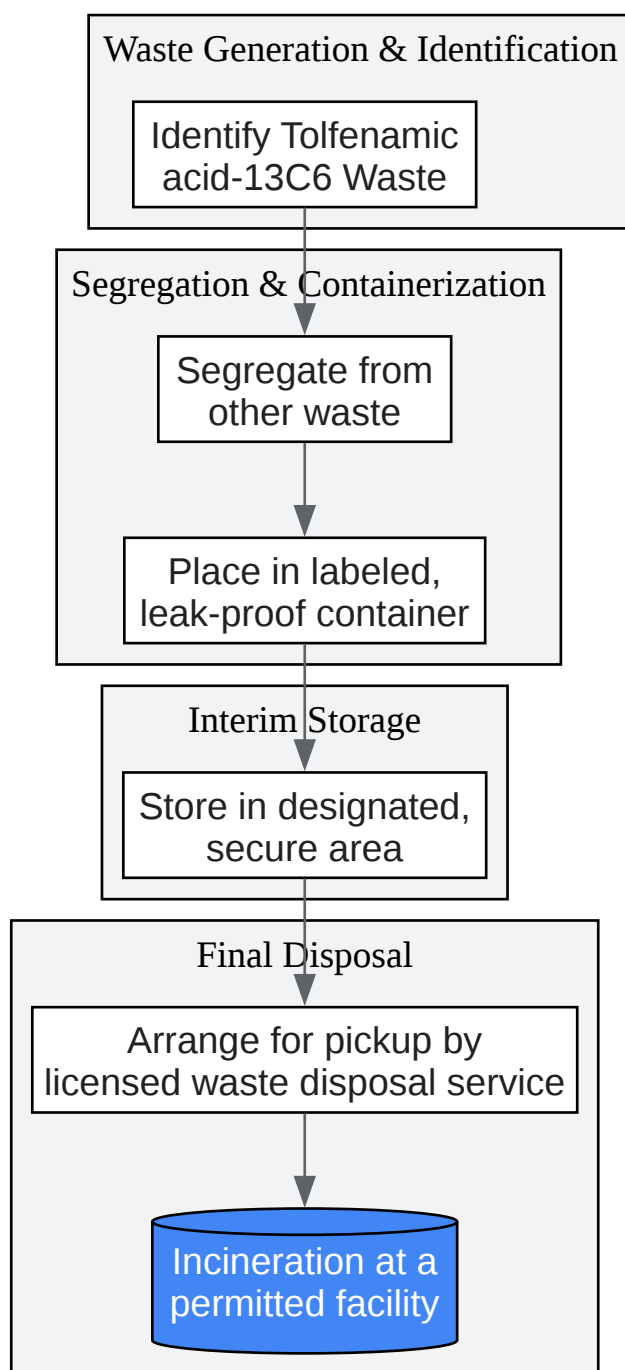 Waste Generation & Identification
Identify Tolfenamic
acid-13C6 Waste
Segregation & Containerization
Segregate from
other waste
Place in labeled,
leak-proof container
Interim Storage
Store in designated,
secure area
Final Disposal
Arrange for pickup by
licensed waste disposal service
Incineration at a
permitted facility